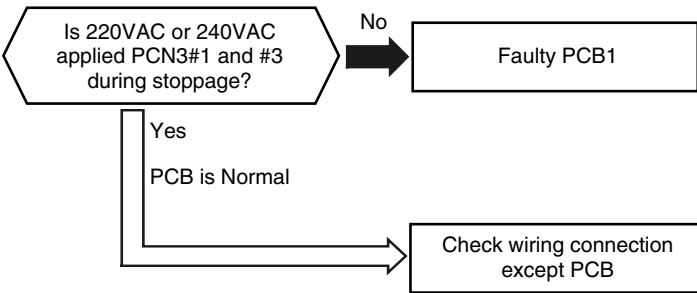 Is 220VAC or 240VAC
applied PCN3#1 and #3
during stoppage?
No
Faulty PCB1
Yes
PCB is Normal
Check wiring connection
except PCB